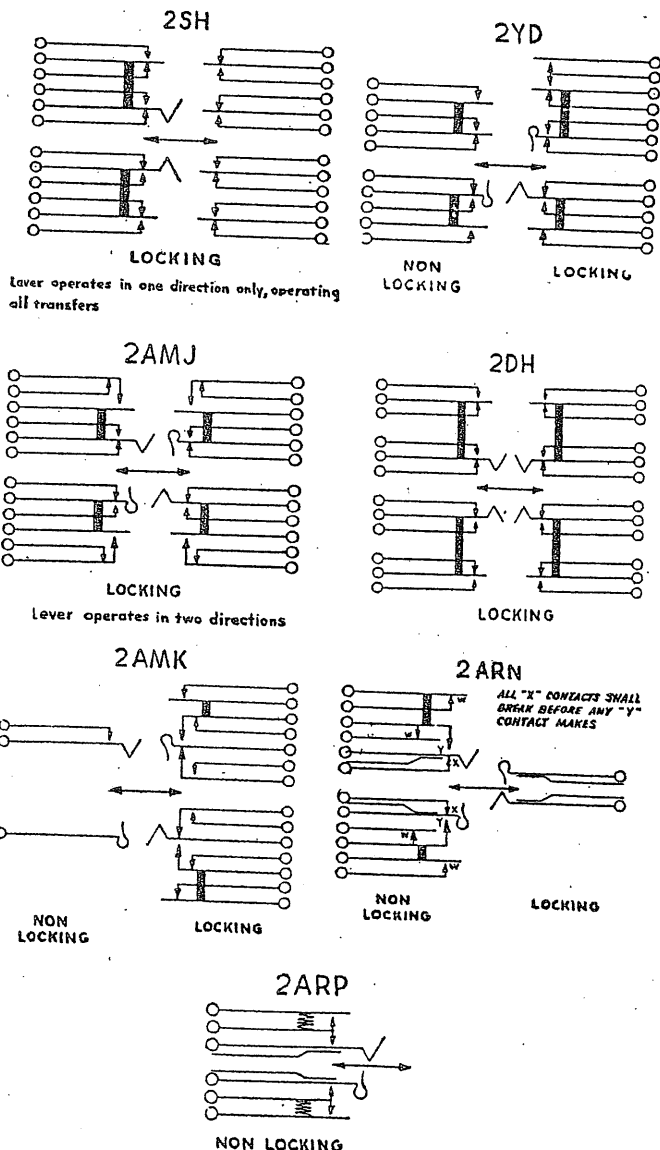 2SH
2YD
LOCKING
Lever operates in one direction only, operating
all transfers
NON
LOCKING
LOCKING
2AMJ
2DH
LOCKING
Lever operates in two directions
LOCKING
2AMK
2ARN
ALL "X" CONTACTS SHALL
BREAK BEFORE ANY "Y"
CONTACT MAKES
W
W
Y
X
X
Y
W
W
NON
LOCKING
LOCKING
NON
LOCKING
LOCKING
2ARP
NON LOCKING